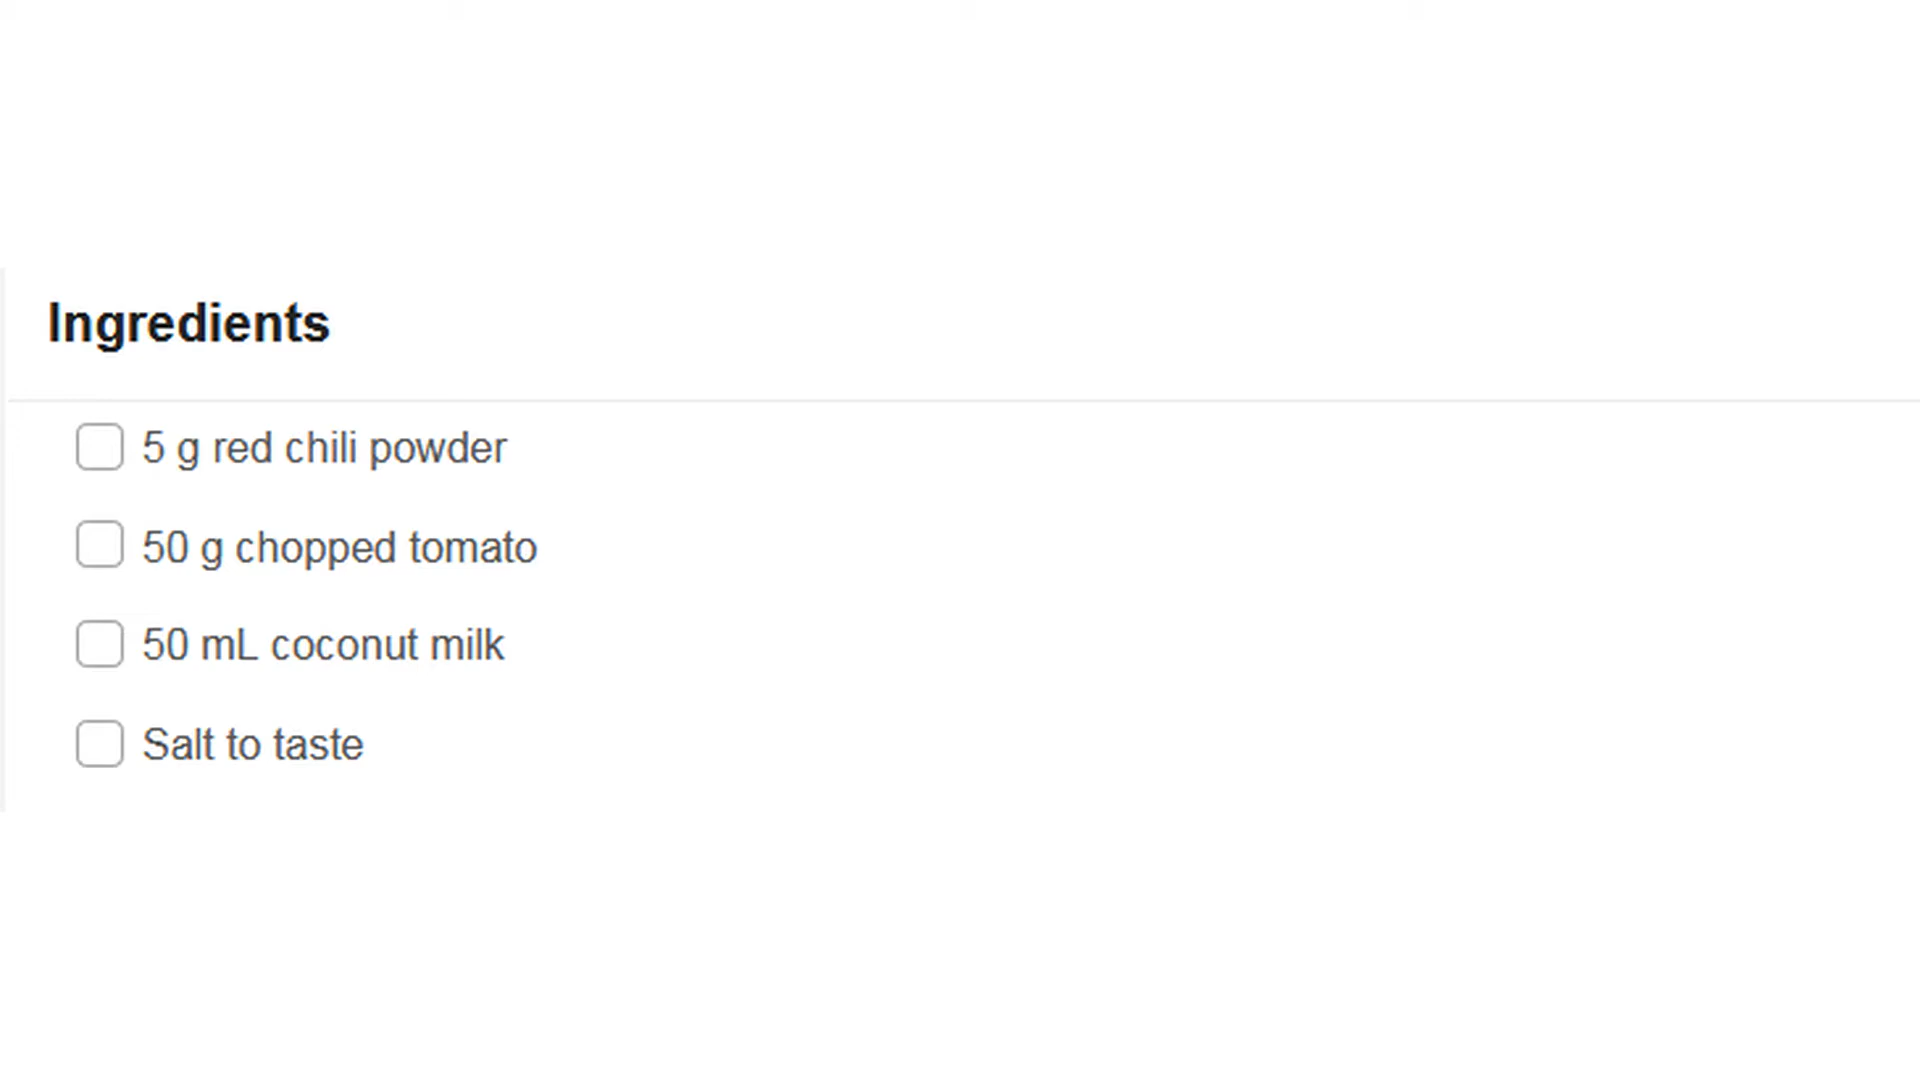 Ingredients
5 g red chili powder
50 g chopped tomato
50 mL coconut milk
Salt to taste